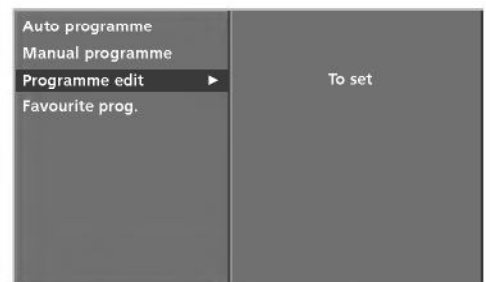 Auto programme
Manual programme
Programme edit ► To set
Favourite prog.